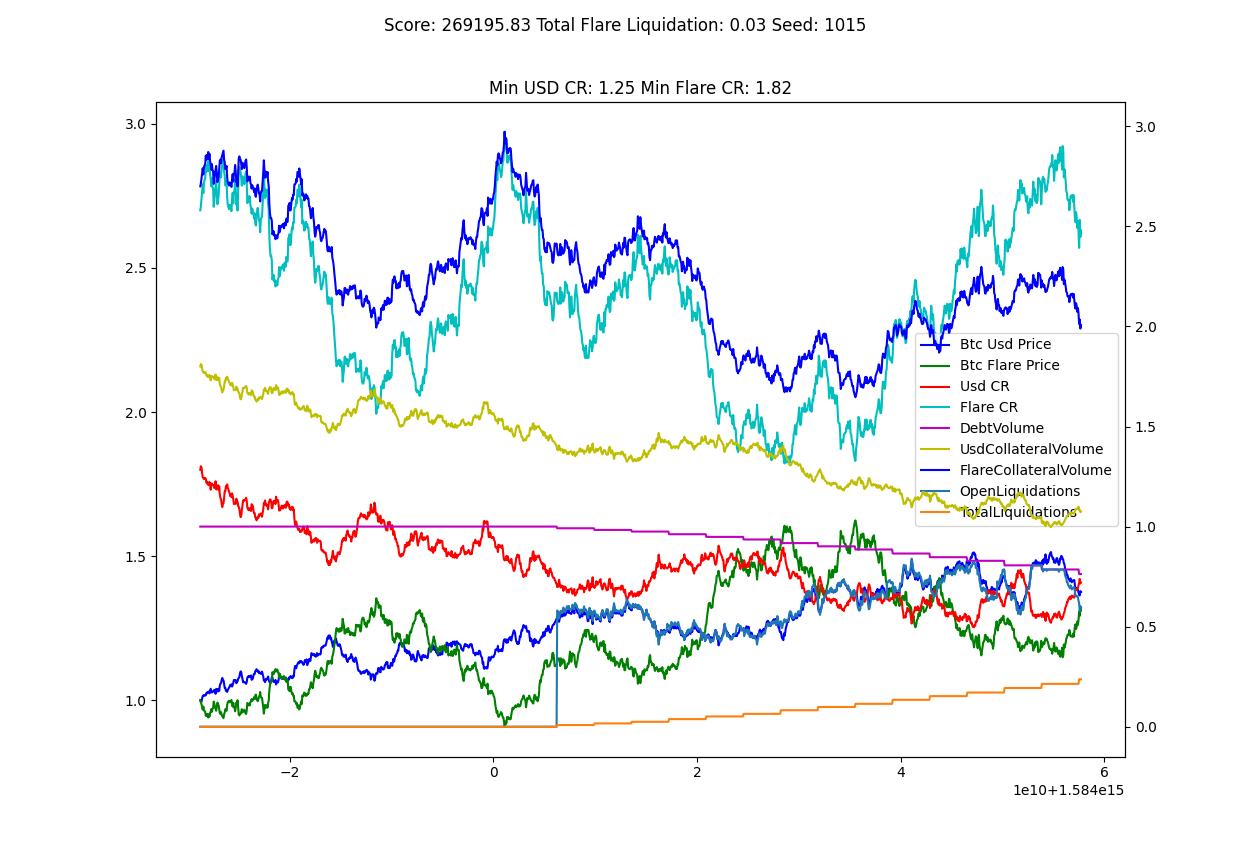 Score: 269195.83 Total Flare Liquidation: 0.03 Seed: 1015
Min USD CR: 1.25 Min Flare CR: 1.82
3.0
2.5
2.0
1.5
1.0
3.0
2.5
2.0
1.5
1.0
0.5
0.0
Btc Usd Price
Btc Flare Price
Usd CR
Flare CR
DebtVolume
UsdCollateralVolume
FlareCollateralVolume
OpenLiquidations
TotalLiquidations
−2 0 2 4 6
1e10+1.584e15